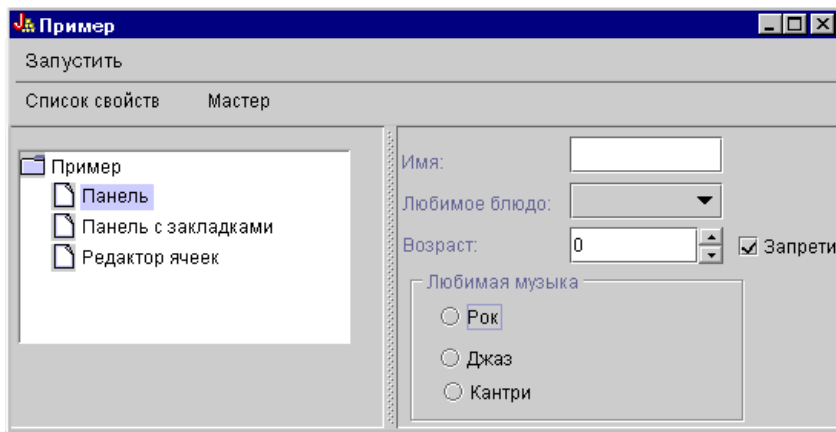 Пример
Запустить
Список свойств Мастер
Пример
Панель
Панель с закладками
Редактор ячеек
Имя:
Любимое блюдо:
Возраст: 0 Запрети
Любимая музыка
Рок
Джаз
Кантри